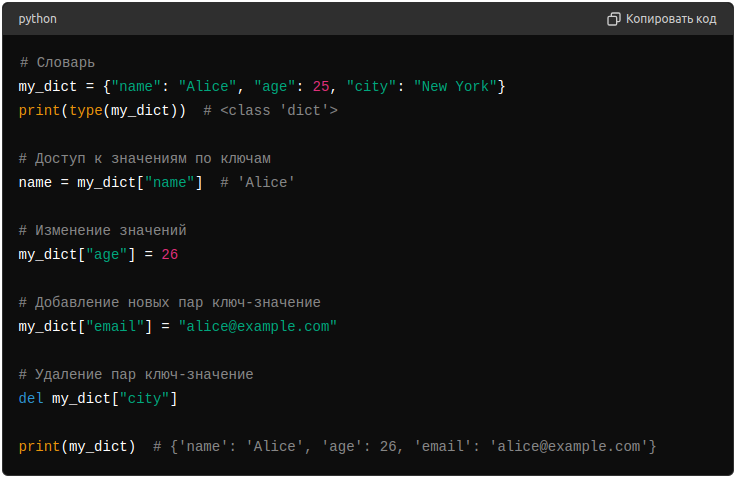 python
Копировать код
# Словарь
my_dict = {"name": "Alice", "age": 25, "city": "New York"}
print(type(my_dict))  # <class 'dict'>
# Доступ к значениям по ключам
name = my_dict["name"]  # 'Alice'
# Изменение значений
my_dict["age"] = 26
# Добавление новых пар ключ-значение
my_dict["email"] = "alice@example.com"
# Удаление пар ключ-значение
del my_dict["city"]
print(my_dict)  # {'name': 'Alice', 'age': 26, 'email': 'alice@example.com'}